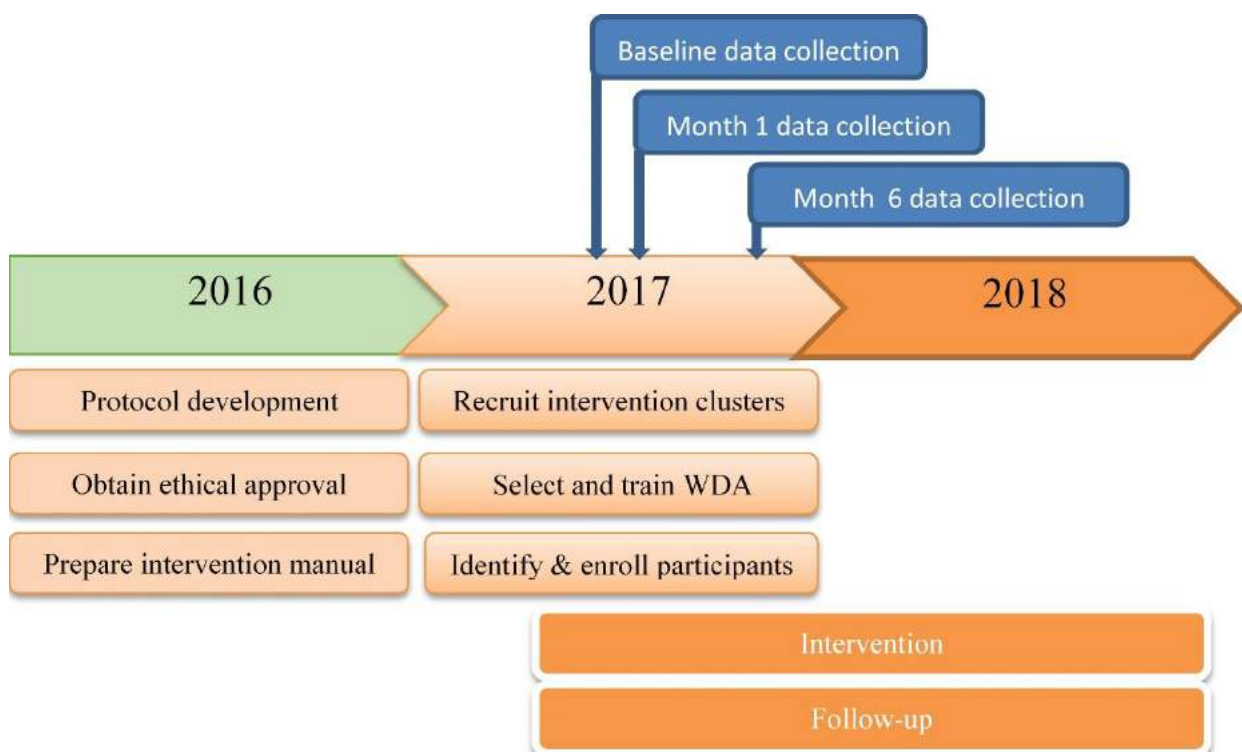 Baseline data collection
Month 1 data collection
Month 6 data collection
2016
2017
2018
Protocol development
Recruit intervention clusters
Obtain ethical approval
Select and train WDA
Prepare intervention manual
Identify & enroll participants
Intervention
Follow-up